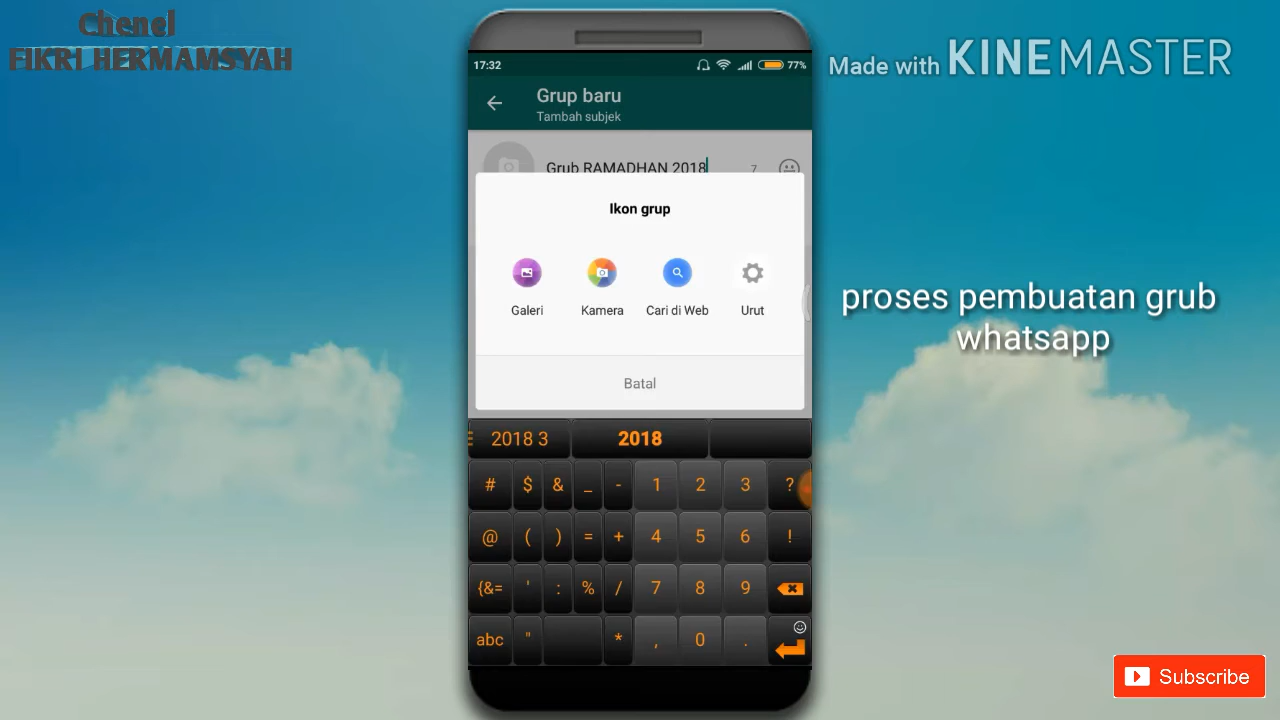 Chenel
FIKRI HERMAMSYAH
Made with KINEMASTER
17:32
77%
Grup baru
Tambah subjek
Grub RAMADHAN 2018
7
Ikon grup
Galeri
Kamera
Cari di Web
Urut
Batal
proses pembuatan grub
whatsapp
2018 3
2018
# $ & _ - 1 2 3 ?
@ ( ) = + 4 5 6 !
{&= ' : % / 7 8 9
abc " * , 0 .
Subscribe